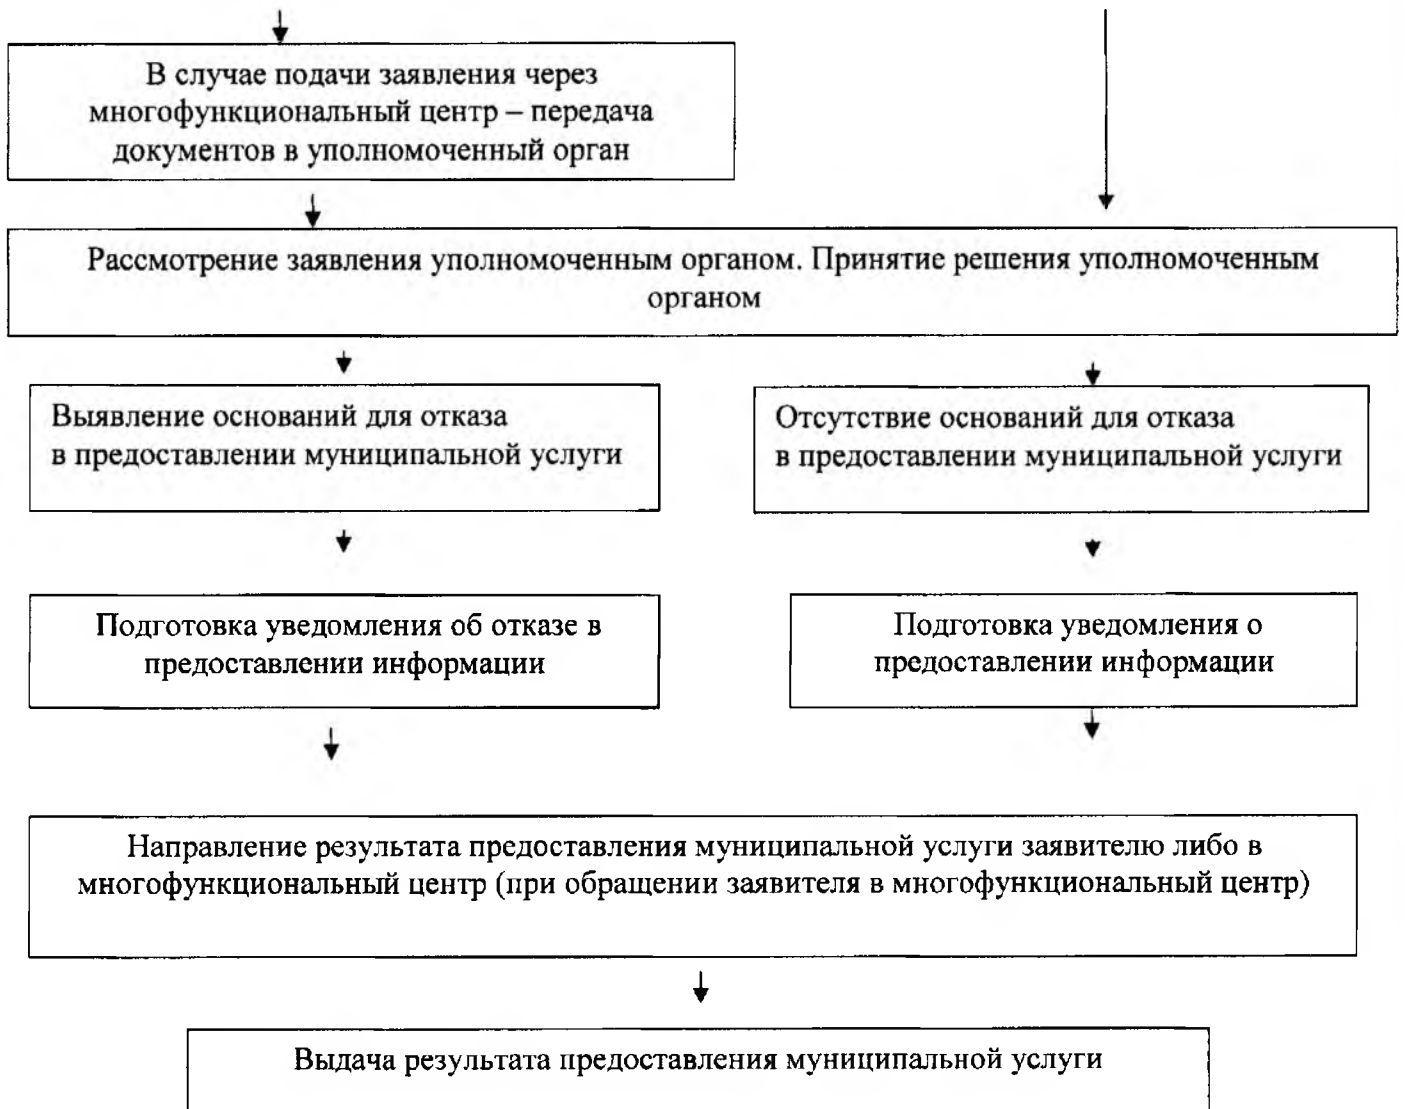 В случае подачи заявления через
многофункциональный центр – передача
документов в уполномоченный орган
Рассмотрение заявления уполномоченным органом. Принятие решения уполномоченным
органом
Выявление оснований для отказа
в предоставлении муниципальной услуги
Отсутствие оснований для отказа
в предоставлении муниципальной услуги
Подготовка уведомления об отказе в
предоставлении информации
Подготовка уведомления о
предоставлении информации
Направление результата предоставления муниципальной услуги заявителю либо в
многофункциональный центр (при обращении заявителя в многофункциональный центр)
Выдача результата предоставления муниципальной услуги